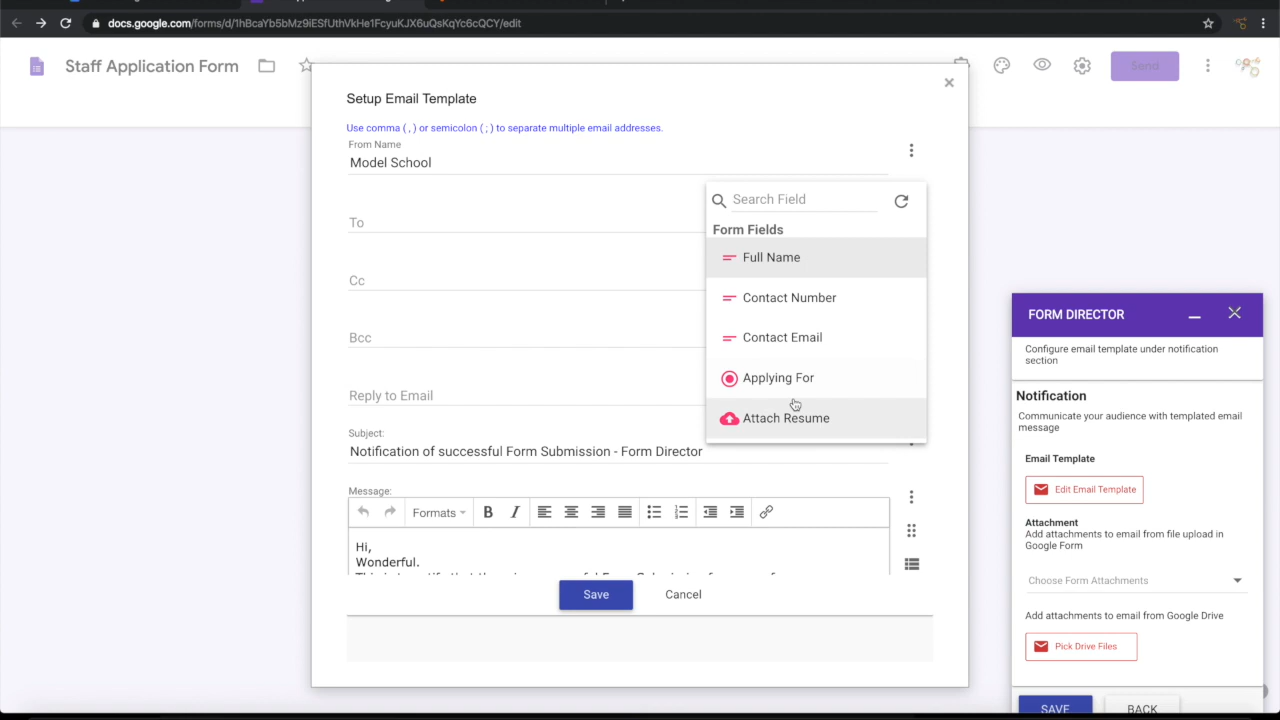 docs.google.com/forms/d/1hBcaYb5bMz9iESfUthVkHe1FcyuKJX6uQsKqYc6cQCY/edit
Staff Application Form
Send
Setup Email Template
Use comma ( , ) or semicolon ( ; ) to separate multiple email addresses.
From Name
Model School
To
Cc
Bcc
Reply to Email
Subject:
Notification of successful Form Submission - Form Director
Message:
Formats
B
I
Hi,
Wonderful.
Save
Cancel
Search Field
Form Fields
Full Name
Contact Number
Contact Email
Applying For
Attach Resume
FORM DIRECTOR
Configure email template under notification
section
Notification
Communicate your audience with templated email
message
Email Template
Edit Email Template
Attachment
Add attachments to email from file upload in
Google Form
Choose Form Attachments
Add attachments to email from Google Drive
Pick Drive Files
SAVE
BACK